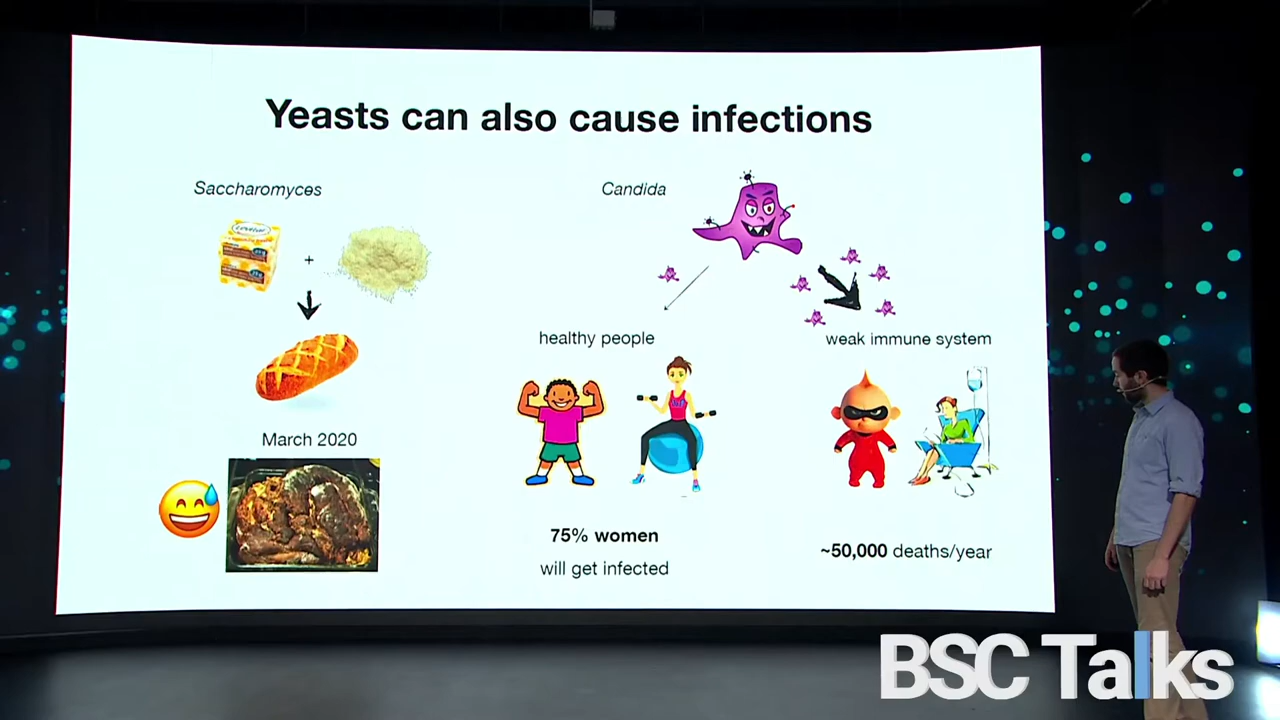 Yeasts can also cause infections
Saccharomyces
Candida
Levital
+
healthy people
weak immune system
March 2020
75% women
will get infected
~50,000 deaths/year
BSC Talks